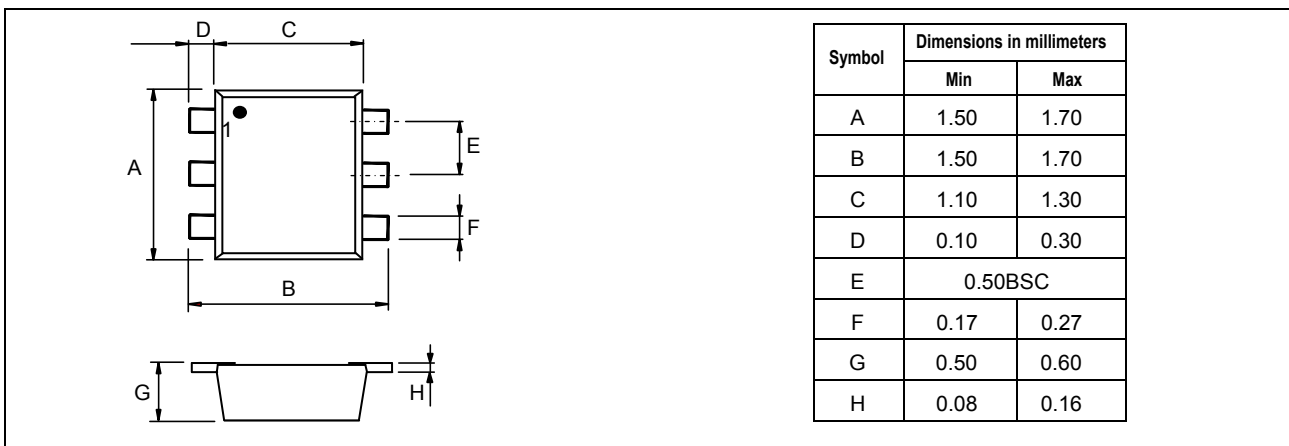 D C
1
A
E
F
B
G
H
Symbol Dimensions in millimeters
Min Max
A 1.50 1.70
B 1.50 1.70
C 1.10 1.30
D 0.10 0.30
E 0.50BSC
F 0.17 0.27
G 0.50 0.60
H 0.08 0.16